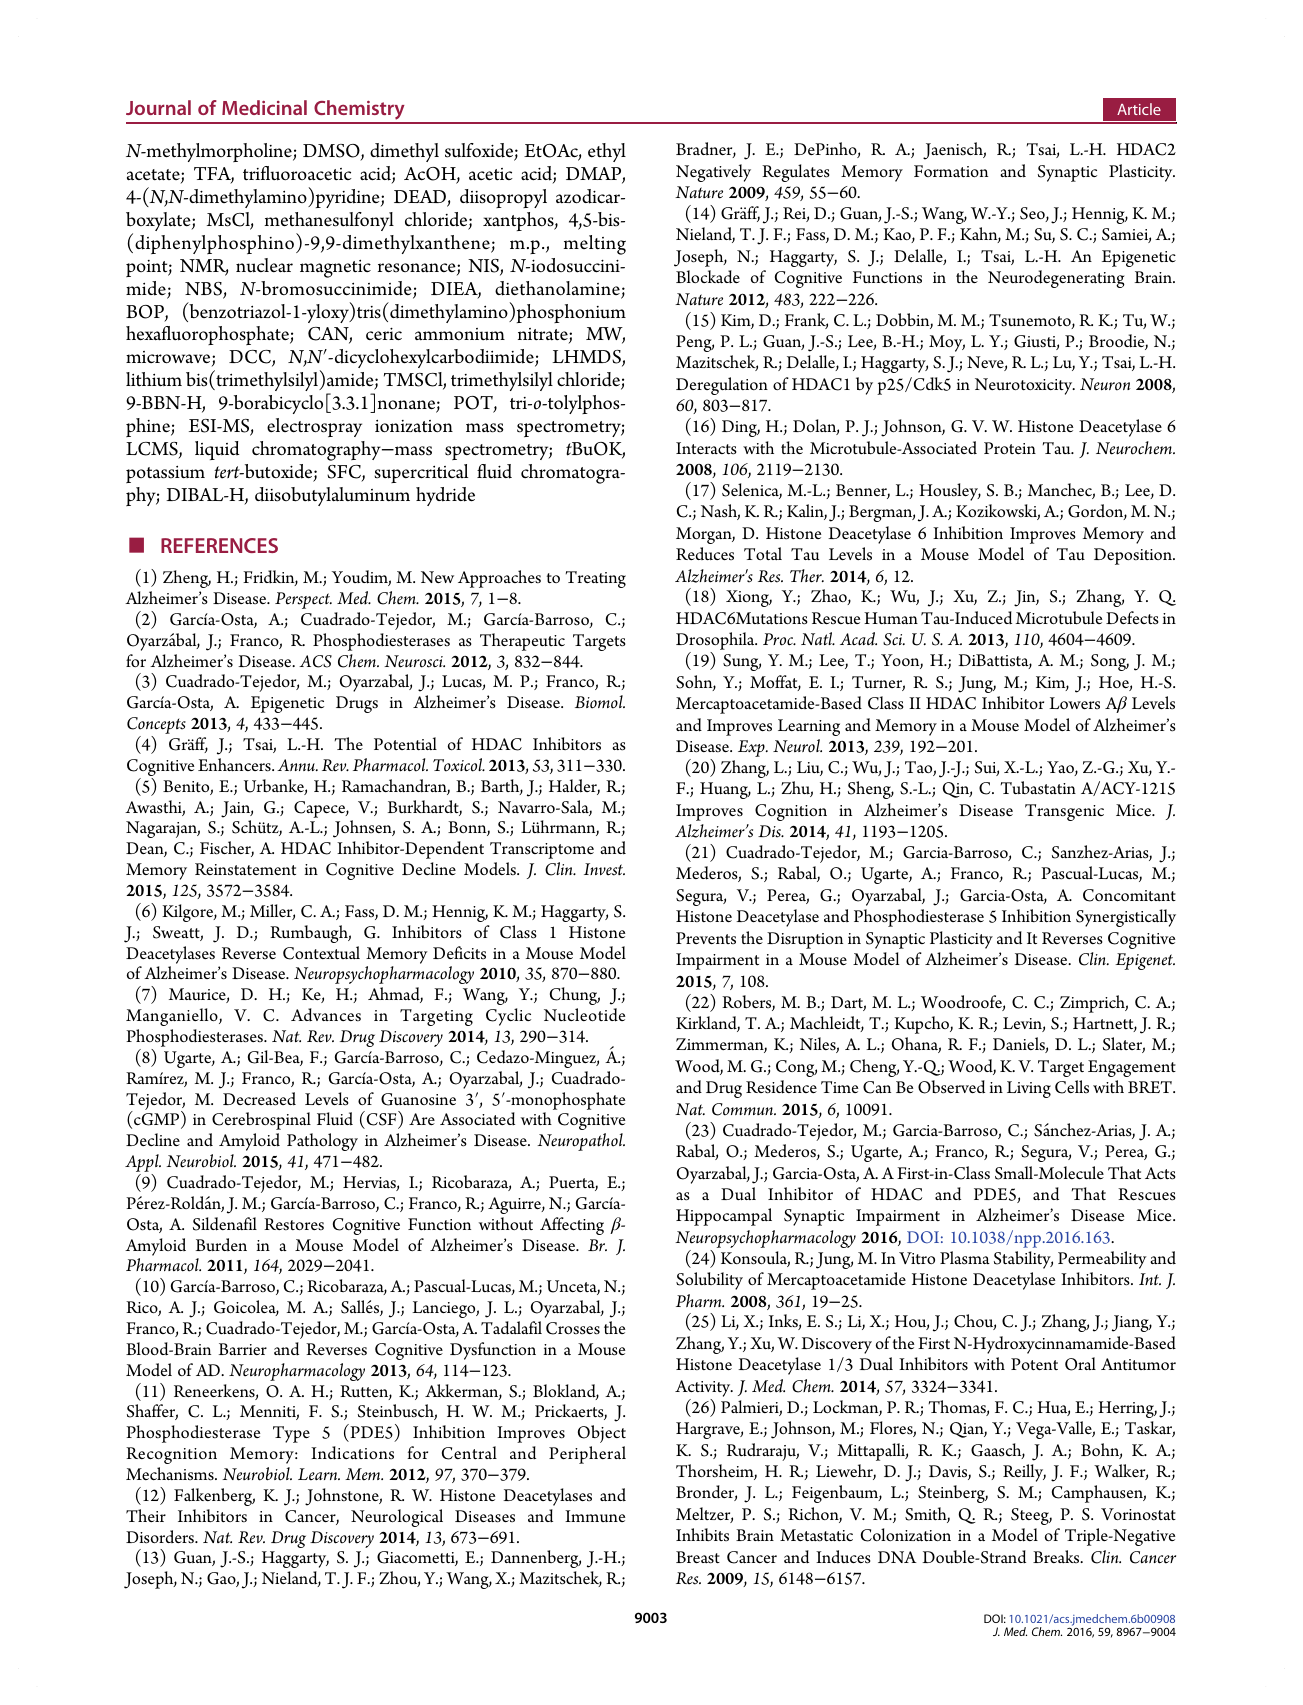 Journal of Medicinal Chemistry
Article
N-methylmorpholine; DMSO, dimethyl sulfoxide; EtOAc, ethyl
acetate; TFA, trifluoroacetic acid; AcOH, acetic acid; DMAP,
4-(N,N-dimethylamino)pyridine; DEAD, diisopropyl azodicar-
boxylate; MsCl, methanesulfonyl chloride; xantphos, 4,5-bis-
(diphenylphosphino)-9,9-dimethylxanthene; m.p., melting
point; NMR, nuclear magnetic resonance; NIS, N-iodosuccini-
mide; NBS, N-bromosuccinimide; DIEA, diethanolamine;
BOP, (benzotriazol-1-yloxy)tris(dimethylamino)phosphonium
hexafluorophosphate; CAN, ceric ammonium nitrate; MW,
microwave; DCC, N,N′-dicyclohexylcarbodiimide; LHMDS,
lithium bis(trimethylsilyl)amide; TMSCl, trimethylsilyl chloride;
9-BBN-H, 9-borabicyclo[3.3.1]nonane; POT, tri-o-tolylphos-
phine; ESI-MS, electrospray ionization mass spectrometry;
LCMS, liquid chromatography−mass spectrometry; tBuOK,
potassium tert-butoxide; SFC, supercritical fluid chromatogra-
phy; DIBAL-H, diisobutylaluminum hydride
■ REFERENCES
(1) Zheng, H.; Fridkin, M.; Youdim, M. New Approaches to Treating
Alzheimer's Disease. Perspect. Med. Chem. 2015, 7, 1−8.
(2) García-Osta, A.; Cuadrado-Tejedor, M.; García-Barroso, C.;
Oyarzábal, J.; Franco, R. Phosphodiesterases as Therapeutic Targets
for Alzheimer's Disease. ACS Chem. Neurosci. 2012, 3, 832−844.
(3) Cuadrado-Tejedor, M.; Oyarzabal, J.; Lucas, M. P.; Franco, R.;
García-Osta, A. Epigenetic Drugs in Alzheimer's Disease. Biomol.
Concepts 2013, 4, 433−445.
(4) Gräff, J.; Tsai, L.-H. The Potential of HDAC Inhibitors as
Cognitive Enhancers. Annu. Rev. Pharmacol. Toxicol. 2013, 53, 311−330.
(5) Benito, E.; Urbanke, H.; Ramachandran, B.; Barth, J.; Halder, R.;
Awasthi, A.; Jain, G.; Capece, V.; Burkhardt, S.; Navarro-Sala, M.;
Nagarajan, S.; Schütz, A.-L.; Johnsen, S. A.; Bonn, S.; Lührmann, R.;
Dean, C.; Fischer, A. HDAC Inhibitor-Dependent Transcriptome and
Memory Reinstatement in Cognitive Decline Models. J. Clin. Invest.
2015, 125, 3572−3584.
(6) Kilgore, M.; Miller, C. A.; Fass, D. M.; Hennig, K. M.; Haggarty, S.
J.; Sweatt, J. D.; Rumbaugh, G. Inhibitors of Class 1 Histone
Deacetylases Reverse Contextual Memory Deficits in a Mouse Model
of Alzheimer's Disease. Neuropsychopharmacology 2010, 35, 870−880.
(7) Maurice, D. H.; Ke, H.; Ahmad, F.; Wang, Y.; Chung, J.;
Manganiello, V. C. Advances in Targeting Cyclic Nucleotide
Phosphodiesterases. Nat. Rev. Drug Discovery 2014, 13, 290−314.
(8) Ugarte, A.; Gil-Bea, F.; García-Barroso, C.; Cedazo-Minguez, Á.;
Ramírez, M. J.; Franco, R.; García-Osta, A.; Oyarzabal, J.; Cuadrado-
Tejedor, M. Decreased Levels of Guanosine 3′, 5′-monophosphate
(cGMP) in Cerebrospinal Fluid (CSF) Are Associated with Cognitive
Decline and Amyloid Pathology in Alzheimer's Disease. Neuropathol.
Appl. Neurobiol. 2015, 41, 471−482.
(9) Cuadrado-Tejedor, M.; Hervias, I.; Ricobaraza, A.; Puerta, E.;
Pérez-Roldán, J. M.; García-Barroso, C.; Franco, R.; Aguirre, N.; García-
Osta, A. Sildenafil Restores Cognitive Function without Affecting β-
Amyloid Burden in a Mouse Model of Alzheimer's Disease. Br. J.
Pharmacol. 2011, 164, 2029−2041.
(10) García-Barroso, C.; Ricobaraza, A.; Pascual-Lucas, M.; Unceta, N.;
Rico, A. J.; Goicolea, M. A.; Sallés, J.; Lanciego, J. L.; Oyarzabal, J.;
Franco, R.; Cuadrado-Tejedor, M.; García-Osta, A. Tadalafil Crosses the
Blood-Brain Barrier and Reverses Cognitive Dysfunction in a Mouse
Model of AD. Neuropharmacology 2013, 64, 114−123.
(11) Reneerkens, O. A. H.; Rutten, K.; Akkerman, S.; Blokland, A.;
Shaffer, C. L.; Menniti, F. S.; Steinbusch, H. W. M.; Prickaerts, J.
Phosphodiesterase Type 5 (PDE5) Inhibition Improves Object
Recognition Memory: Indications for Central and Peripheral
Mechanisms. Neurobiol. Learn. Mem. 2012, 97, 370−379.
(12) Falkenberg, K. J.; Johnstone, R. W. Histone Deacetylases and
Their Inhibitors in Cancer, Neurological Diseases and Immune
Disorders. Nat. Rev. Drug Discovery 2014, 13, 673−691.
(13) Guan, J.-S.; Haggarty, S. J.; Giacometti, E.; Dannenberg, J.-H.;
Joseph, N.; Gao, J.; Nieland, T. J. F.; Zhou, Y.; Wang, X.; Mazitschek, R.;
Bradner, J. E.; DePinho, R. A.; Jaenisch, R.; Tsai, L.-H. HDAC2
Negatively Regulates Memory Formation and Synaptic Plasticity.
Nature 2009, 459, 55−60.
(14) Gräff, J.; Rei, D.; Guan, J.-S.; Wang, W.-Y.; Seo, J.; Hennig, K. M.;
Nieland, T. J. F.; Fass, D. M.; Kao, P. F.; Kahn, M.; Su, S. C.; Samiei, A.;
Joseph, N.; Haggarty, S. J.; Delalle, I.; Tsai, L.-H. An Epigenetic
Blockade of Cognitive Functions in the Neurodegenerating Brain.
Nature 2012, 483, 222−226.
(15) Kim, D.; Frank, C. L.; Dobbin, M. M.; Tsunemoto, R. K.; Tu, W.;
Peng, P. L.; Guan, J.-S.; Lee, B.-H.; Moy, L. Y.; Giusti, P.; Broodie, N.;
Mazitschek, R.; Delalle, I.; Haggarty, S. J.; Neve, R. L.; Lu, Y.; Tsai, L.-H.
Deregulation of HDAC1 by p25/Cdk5 in Neurotoxicity. Neuron 2008,
60, 803−817.
(16) Ding, H.; Dolan, P. J.; Johnson, G. V. W. Histone Deacetylase 6
Interacts with the Microtubule-Associated Protein Tau. J. Neurochem.
2008, 106, 2119−2130.
(17) Selenica, M.-L.; Benner, L.; Housley, S. B.; Manchec, B.; Lee, D.
C.; Nash, K. R.; Kalin, J.; Bergman, J. A.; Kozikowski, A.; Gordon, M. N.;
Morgan, D. Histone Deacetylase 6 Inhibition Improves Memory and
Reduces Total Tau Levels in a Mouse Model of Tau Deposition.
Alzheimer's Res. Ther. 2014, 6, 12.
(18) Xiong, Y.; Zhao, K.; Wu, J.; Xu, Z.; Jin, S.; Zhang, Y. Q.
HDAC6Mutations Rescue Human Tau-Induced Microtubule Defects in
Drosophila. Proc. Natl. Acad. Sci. U. S. A. 2013, 110, 4604−4609.
(19) Sung, Y. M.; Lee, T.; Yoon, H.; DiBattista, A. M.; Song, J. M.;
Sohn, Y.; Moffat, E. I.; Turner, R. S.; Jung, M.; Kim, J.; Hoe, H.-S.
Mercaptoacetamide-Based Class II HDAC Inhibitor Lowers Aβ Levels
and Improves Learning and Memory in a Mouse Model of Alzheimer's
Disease. Exp. Neurol. 2013, 239, 192−201.
(20) Zhang, L.; Liu, C.; Wu, J.; Tao, J.-J.; Sui, X.-L.; Yao, Z.-G.; Xu, Y.-
F.; Huang, L.; Zhu, H.; Sheng, S.-L.; Qin, C. Tubastatin A/ACY-1215
Improves Cognition in Alzheimer's Disease Transgenic Mice. J.
Alzheimer's Dis. 2014, 41, 1193−1205.
(21) Cuadrado-Tejedor, M.; Garcia-Barroso, C.; Sanzhez-Arias, J.;
Mederos, S.; Rabal, O.; Ugarte, A.; Franco, R.; Pascual-Lucas, M.;
Segura, V.; Perea, G.; Oyarzabal, J.; Garcia-Osta, A. Concomitant
Histone Deacetylase and Phosphodiesterase 5 Inhibition Synergistically
Prevents the Disruption in Synaptic Plasticity and It Reverses Cognitive
Impairment in a Mouse Model of Alzheimer's Disease. Clin. Epigenet.
2015, 7, 108.
(22) Robers, M. B.; Dart, M. L.; Woodroofe, C. C.; Zimprich, C. A.;
Kirkland, T. A.; Machleidt, T.; Kupcho, K. R.; Levin, S.; Hartnett, J. R.;
Zimmerman, K.; Niles, A. L.; Ohana, R. F.; Daniels, D. L.; Slater, M.;
Wood, M. G.; Cong, M.; Cheng, Y.-Q.; Wood, K. V. Target Engagement
and Drug Residence Time Can Be Observed in Living Cells with BRET.
Nat. Commun. 2015, 6, 10091.
(23) Cuadrado-Tejedor, M.; Garcia-Barroso, C.; Sánchez-Arias, J. A.;
Rabal, O.; Mederos, S.; Ugarte, A.; Franco, R.; Segura, V.; Perea, G.;
Oyarzabal, J.; Garcia-Osta, A. A First-in-Class Small-Molecule That Acts
as a Dual Inhibitor of HDAC and PDE5, and That Rescues
Hippocampal Synaptic Impairment in Alzheimer's Disease Mice.
Neuropsychopharmacology 2016, DOI: 10.1038/npp.2016.163.
(24) Konsoula, R.; Jung, M. In Vitro Plasma Stability, Permeability and
Solubility of Mercaptoacetamide Histone Deacetylase Inhibitors. Int. J.
Pharm. 2008, 361, 19−25.
(25) Li, X.; Inks, E. S.; Li, X.; Hou, J.; Chou, C. J.; Zhang, J.; Jiang, Y.;
Zhang, Y.; Xu, W. Discovery of the First N-Hydroxycinnamamide-Based
Histone Deacetylase 1/3 Dual Inhibitors with Potent Oral Antitumor
Activity. J. Med. Chem. 2014, 57, 3324−3341.
(26) Palmieri, D.; Lockman, P. R.; Thomas, F. C.; Hua, E.; Herring, J.;
Hargrave, E.; Johnson, M.; Flores, N.; Qian, Y.; Vega-Valle, E.; Taskar,
K. S.; Rudraraju, V.; Mittapalli, R. K.; Gaasch, J. A.; Bohn, K. A.;
Thorsheim, H. R.; Liewehr, D. J.; Davis, S.; Reilly, J. F.; Walker, R.;
Bronder, J. L.; Feigenbaum, L.; Steinberg, S. M.; Camphausen, K.;
Meltzer, P. S.; Richon, V. M.; Smith, Q. R.; Steeg, P. S. Vorinostat
Inhibits Brain Metastatic Colonization in a Model of Triple-Negative
Breast Cancer and Induces DNA Double-Strand Breaks. Clin. Cancer
Res. 2009, 15, 6148−6157.
9003
DOI: 10.1021/acs.jmedchem.6b00908
J. Med. Chem. 2016, 59, 8967−9004